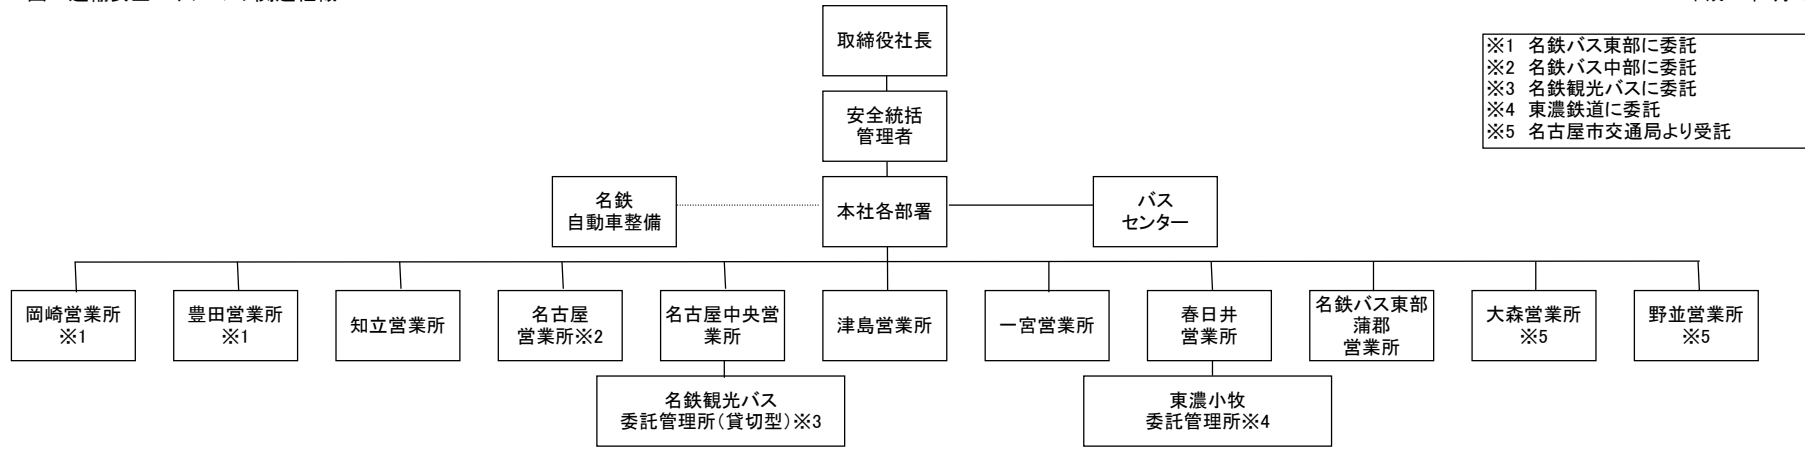 取締役社長
※1 名鉄バス東部に委託
※2 名鉄バス中部に委託
※3 名鉄観光バスに委託
※4 東濃鉄道に委託
※5 名古屋市交通局より受託
安全統括
管理者
名鉄
自動車整備
本社各部署
バス
センター
岡崎営業所
※1
豊田営業所
※1
知立営業所
名古屋
営業所※2
名古屋中央営
業所
津島営業所
一宮営業所
春日井
営業所
名鉄バス東部
蒲郡
営業所
大森営業所
※5
野並営業所
※5
名鉄観光バス
委託管理所(貸切型)※3
東濃小牧
委託管理所※4